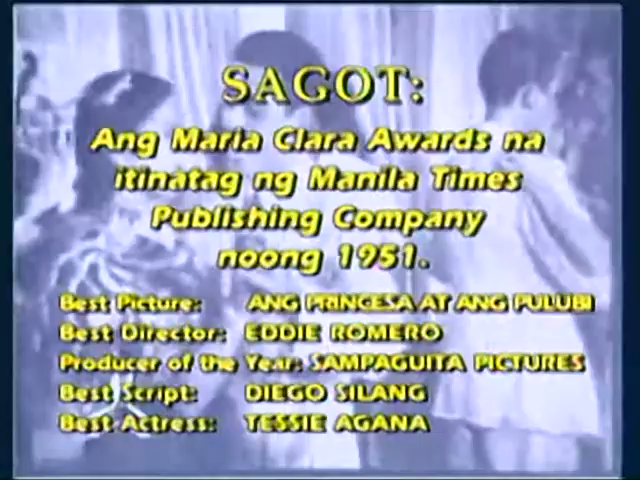 SAGOT:
Ang Maria Clara Awards na
itinatag ng Manila Times
Publishing Company
noong 1951.
Best Picture: ANG PRINCESA AT ANG PULUBI
Best Director: EDDIE ROMERO
Producer of the Year: SAMPAGUITA PICTURES
Best Script: DIEGO SILANG
Best Actress: TESSIE AGANA